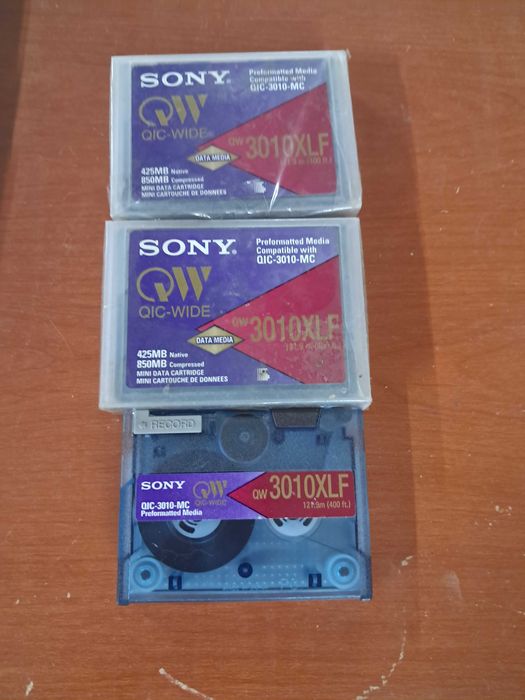 SONY®
Preformatted Media
Compatible with
QIC-3010-MC
QW
QIC-WIDE®
QW 3010XLF
DATA MEDIA
425MB Native
850MB Compressed
MINI DATA CARTRIDGE
MINI CARTOUCHE DE DONNEES
SONY®
Preformatted Media
Compatible with
QIC-3010-MC
QW
QIC-WIDE
QW 3010XLF
DATA MEDIA
425MB Native
850MB Compressed
MINI DATA CARTRIDGE
MINI CARTOUCHE DE DONNEES
RECORD
SONY
QW
QIC-WIDE
QW 3010XLF
QIC-3010-MC
121.9m (400 ft.)
Preformatted Media